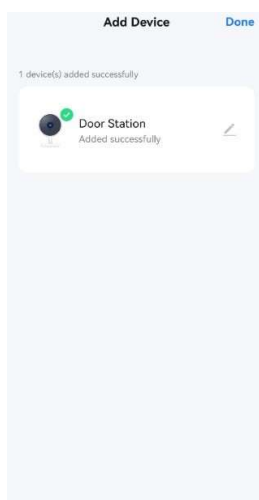 Add Device
Done
1 device(s) added successfully
Door Station
Added successfully